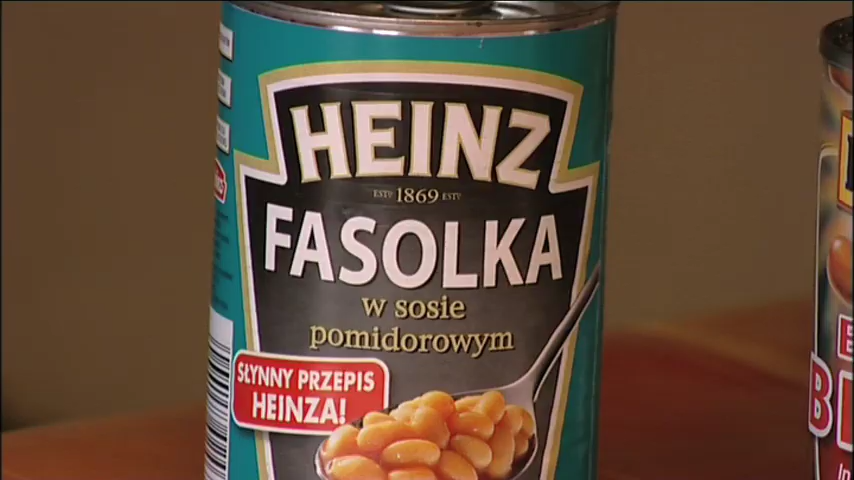 HEINZ
ESTD 1869 ESTD
FASOLKA
w sosie
pomidorowym
SŁYNNY PRZEPIS
HEINZA!